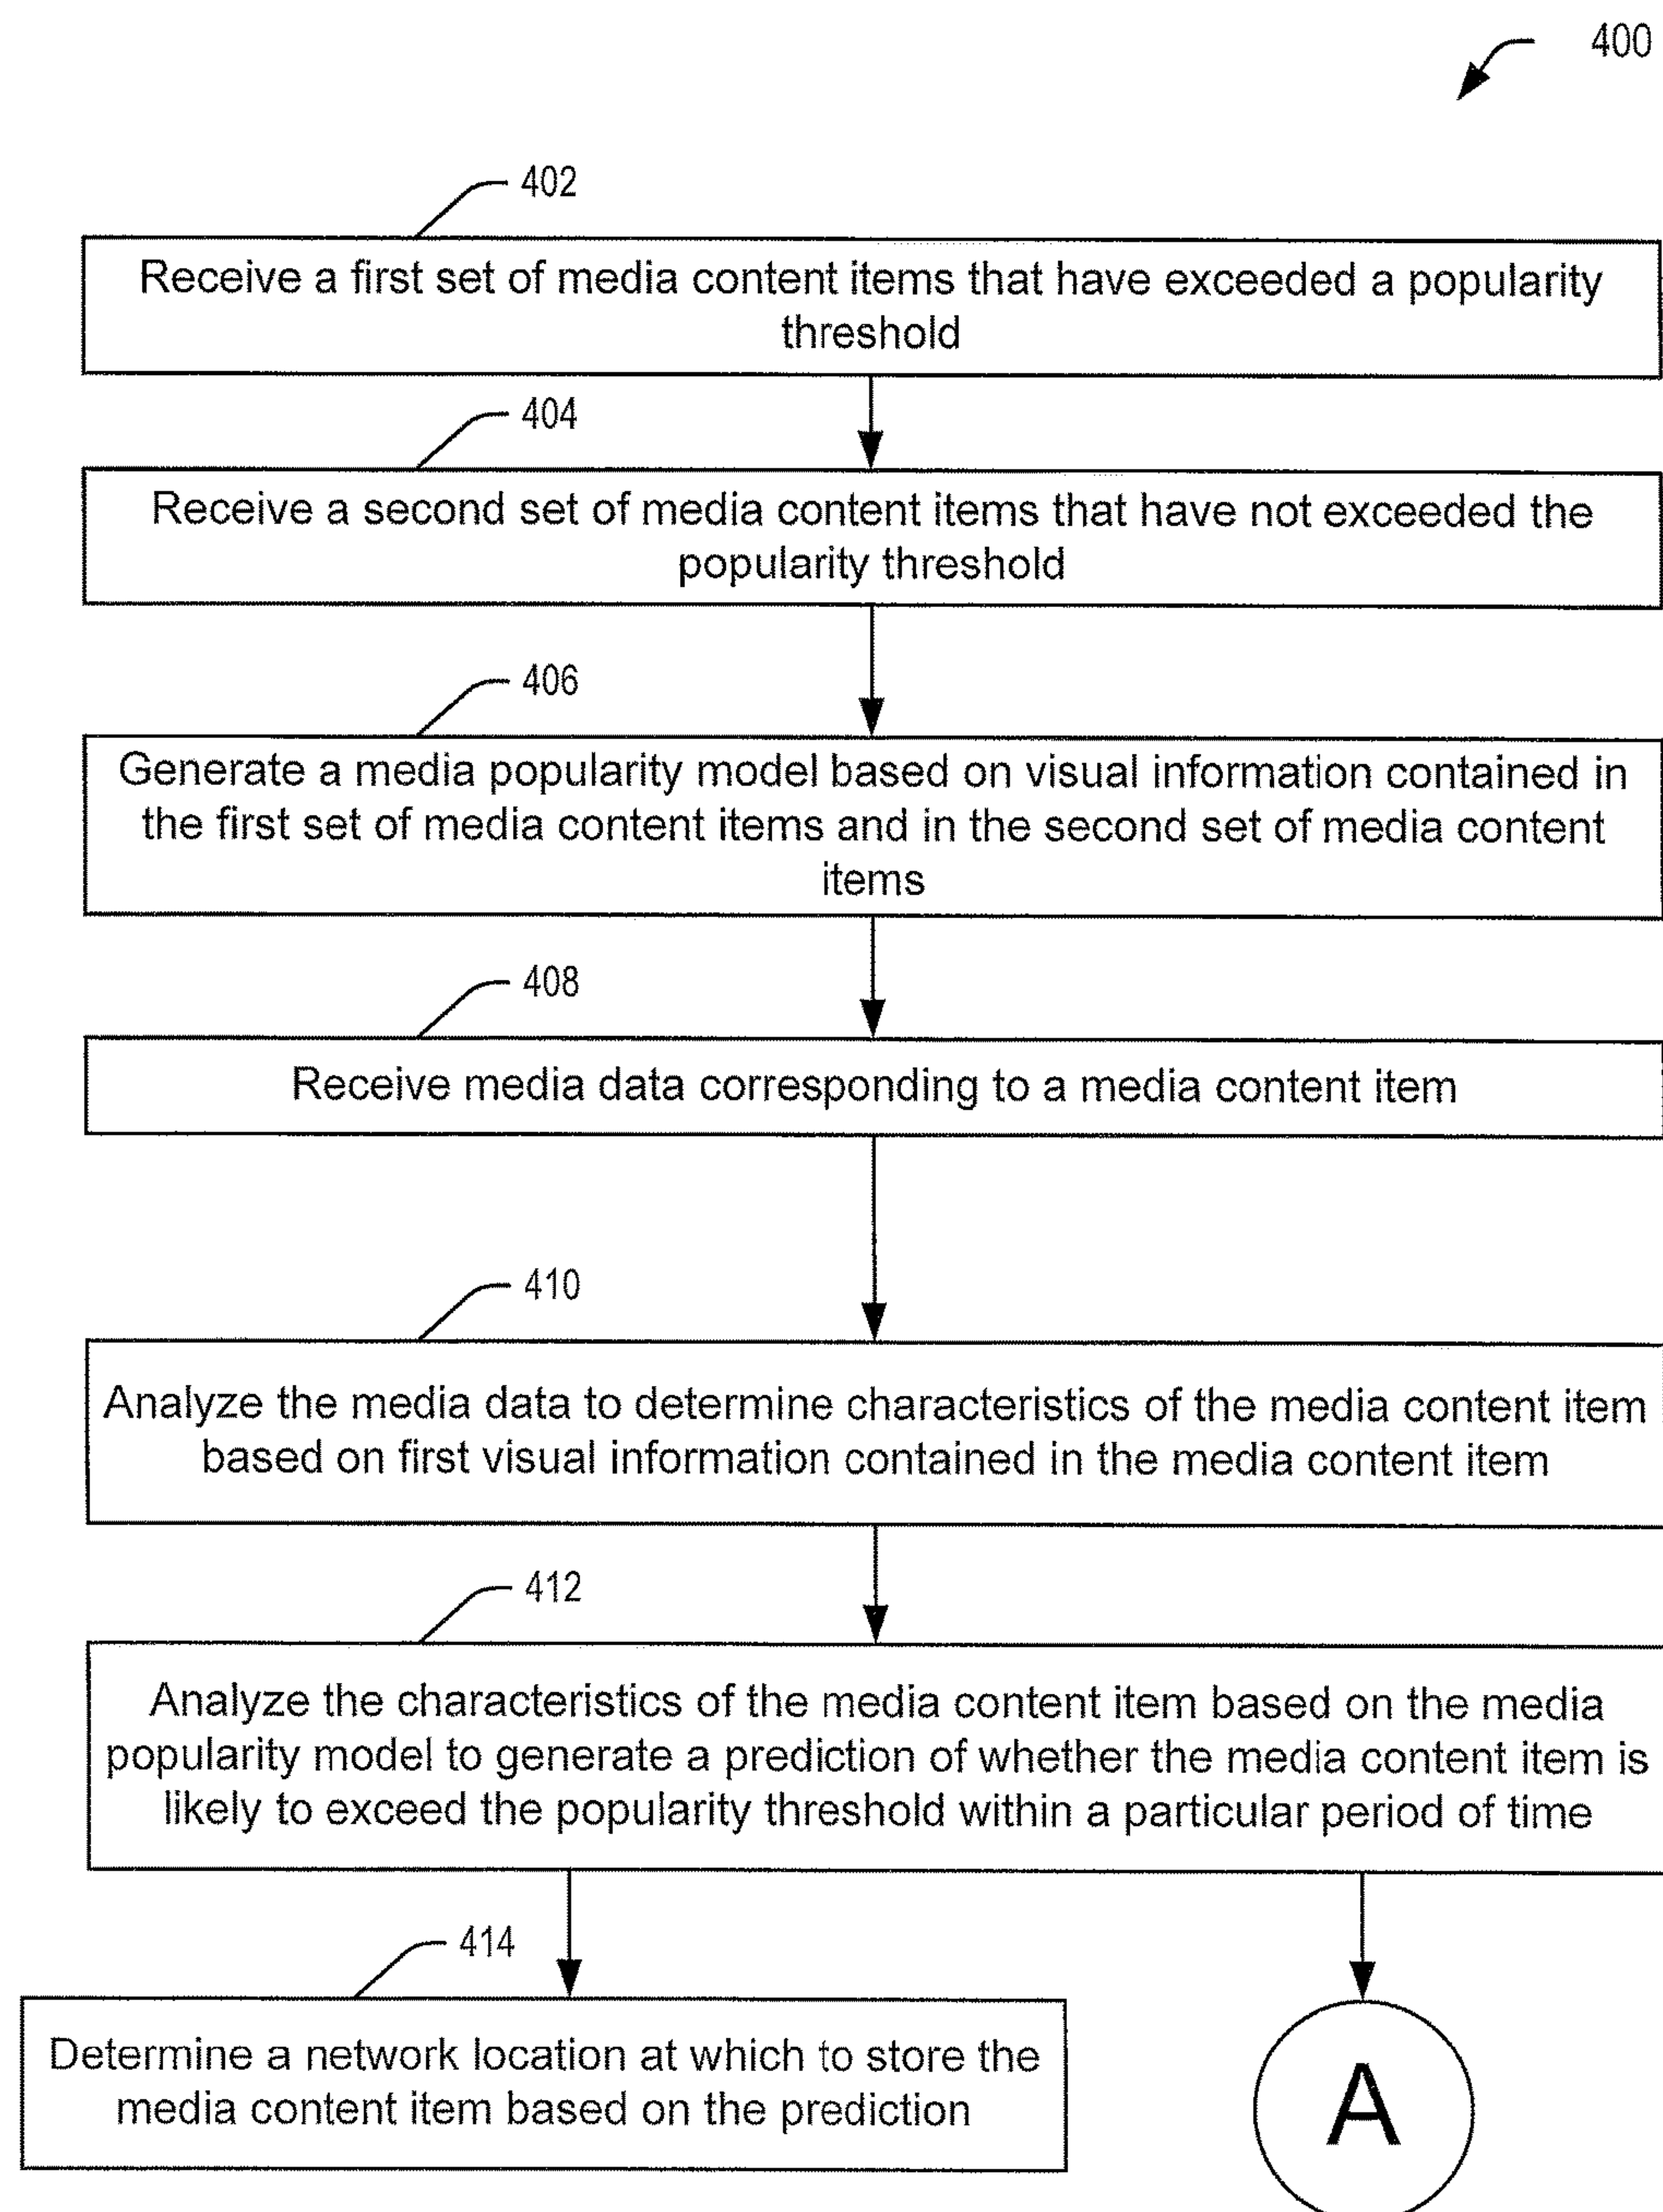 400
402
Receive a first set of media content items that have exceeded a popularity
threshold
404
Receive a second set of media content items that have not exceeded the
popularity threshold
406
Generate a media popularity model based on visual information contained in
the first set of media content items and in the second set of media content
items
408
Receive media data corresponding to a media content item
410
Analyze the media data to determine characteristics of the media content item
based on first visual information contained in the media content item
412
Analyze the characteristics of the media content item based on the media
popularity model to generate a prediction of whether the media content item is
likely to exceed the popularity threshold within a particular period of time
414
Determine a network location at which to store the
media content item based on the prediction
A